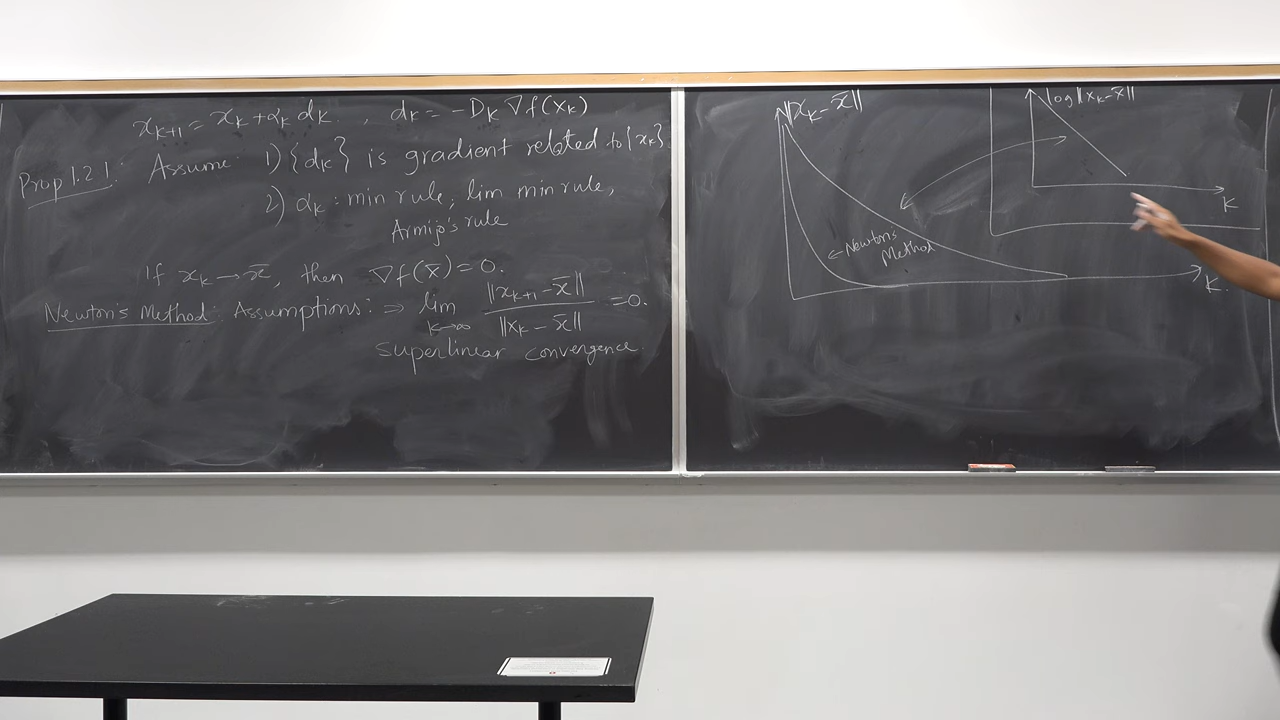 x_{k+1} = x_k + α_k d_k , d_k = -D_k ∇f(x_k)
Prop 1.2.1: Assume: 1) {d_k} is gradient related to {x_k}
2) α_k: min rule, lim min rule,
Armijo's rule
If x_k → x̄, then ∇f(x̄) = 0.
Newton's Method: Assumptions: ⇒ lim_{k→∞} ||x_{k+1} - x̄|| / ||x_k - x̄|| = 0.
superlinear convergence.
||x_k - x̄||
← Newton's
Method
K.
log ||x_k - x̄||
K